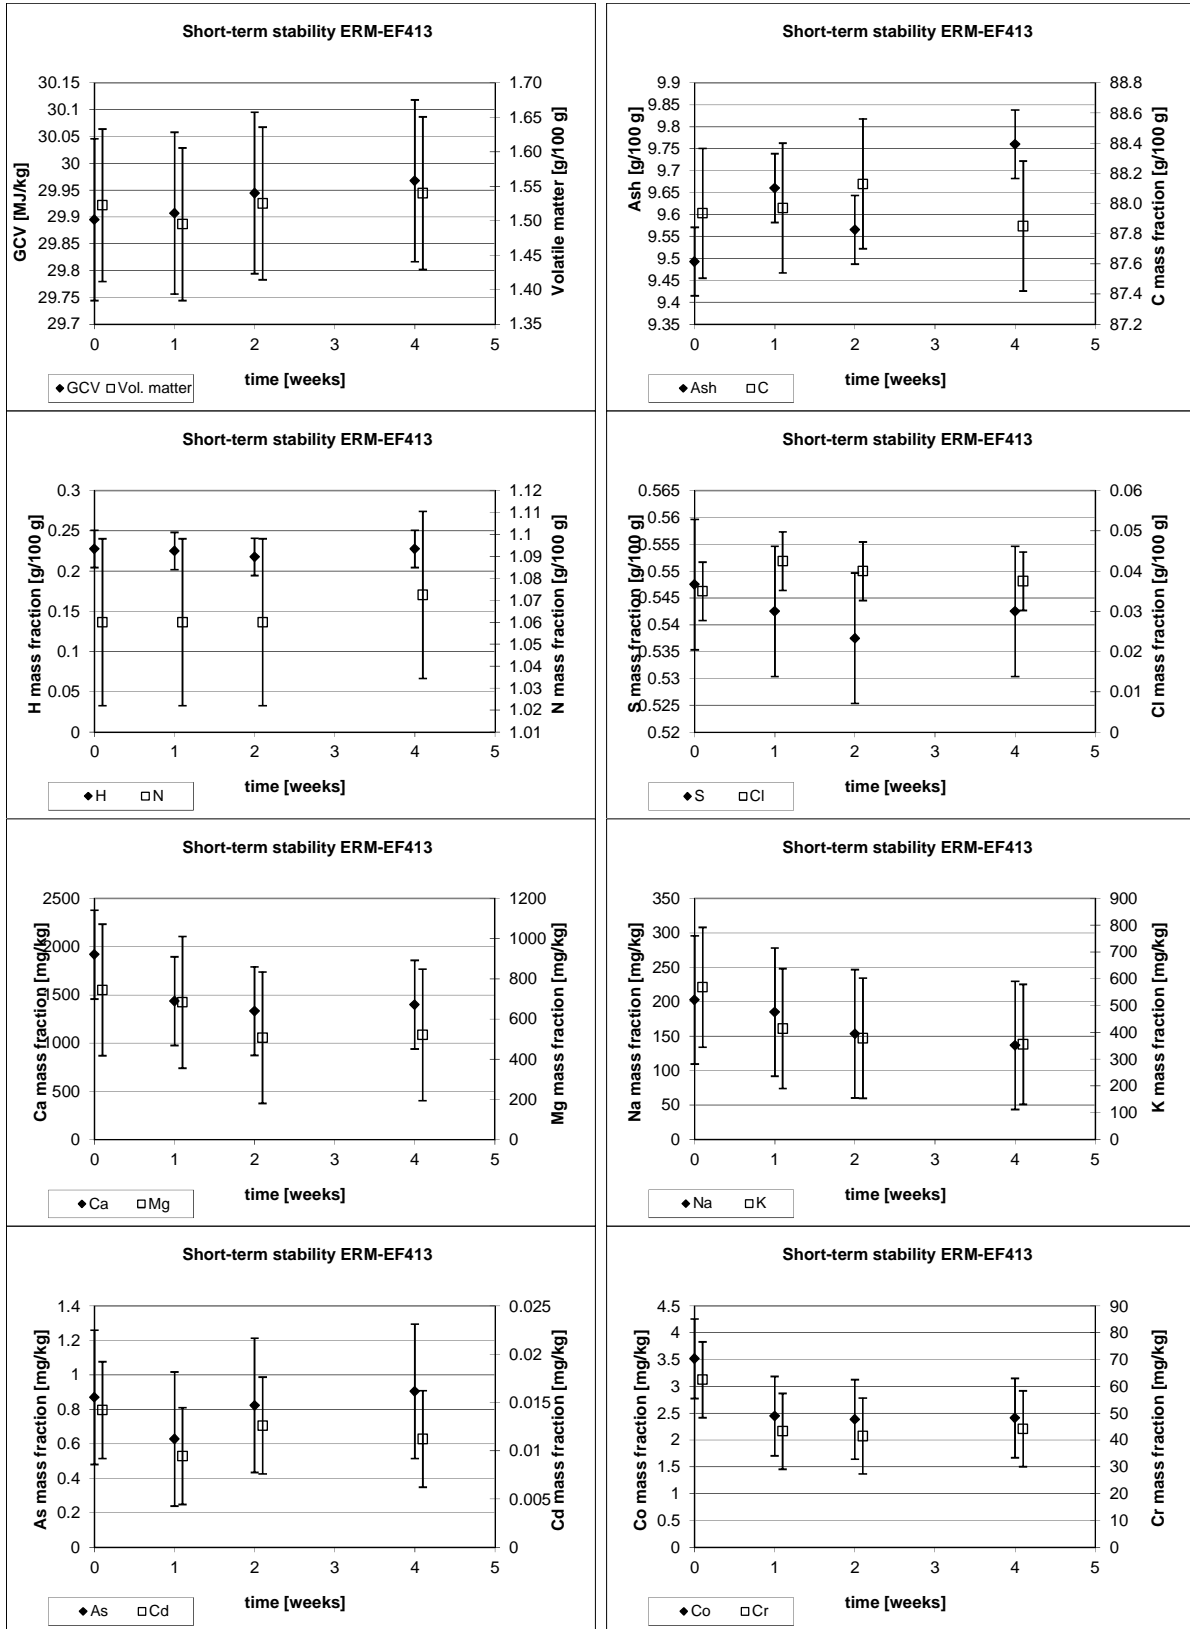 Short-term stability ERM-EF413
GCV [MJ/kg]
30.15
30.1
30.05
30
29.95
29.9
29.85
29.8
29.75
29.7
Volatile matter [g/100 g]
1.70
1.65
1.60
1.55
1.50
1.45
1.40
1.35
0 1 2 3 4 5
time [weeks]
GCV Vol. matter
Short-term stability ERM-EF413
Ash [g/100 g]
9.9
9.85
9.8
9.75
9.7
9.65
9.6
9.55
9.5
9.45
9.4
9.35
C mass fraction [g/100 g]
88.8
88.6
88.4
88.2
88.0
87.8
87.6
87.4
87.2
0 1 2 3 4 5
time [weeks]
Ash C
Short-term stability ERM-EF413
H mass fraction [g/100 g]
0.3
0.25
0.2
0.15
0.1
0.05
0
N mass fraction [g/100 g]
1.12
1.11
1.1
1.09
1.08
1.07
1.06
1.05
1.04
1.03
1.02
1.01
0 1 2 3 4 5
time [weeks]
H N
Short-term stability ERM-EF413
S mass fraction [g/100 g]
0.565
0.56
0.555
0.55
0.545
0.54
0.535
0.53
0.525
0.52
Cl mass fraction [g/100 g]
0.06
0.05
0.04
0.03
0.02
0.01
0
0 1 2 3 4 5
time [weeks]
S Cl
Short-term stability ERM-EF413
Ca mass fraction [mg/kg]
2500
2000
1500
1000
500
0
Mg mass fraction [mg/kg]
1200
1000
800
600
400
200
0
0 1 2 3 4 5
time [weeks]
Ca Mg
Short-term stability ERM-EF413
Na mass fraction [mg/kg]
350
300
250
200
150
100
50
0
K mass fraction [mg/kg]
900
800
700
600
500
400
300
200
100
0
0 1 2 3 4 5
time [weeks]
Na K
Short-term stability ERM-EF413
As mass fraction [mg/kg]
1.4
1.2
1
0.8
0.6
0.4
0.2
0
Cd mass fraction [mg/kg]
0.025
0.02
0.015
0.01
0.005
0
0 1 2 3 4 5
time [weeks]
As Cd
Short-term stability ERM-EF413
Co mass fraction [mg/kg]
4.5
4
3.5
3
2.5
2
1.5
1
0.5
0
Cr mass fraction [mg/kg]
90
80
70
60
50
40
30
20
10
0
0 1 2 3 4 5
time [weeks]
Co Cr